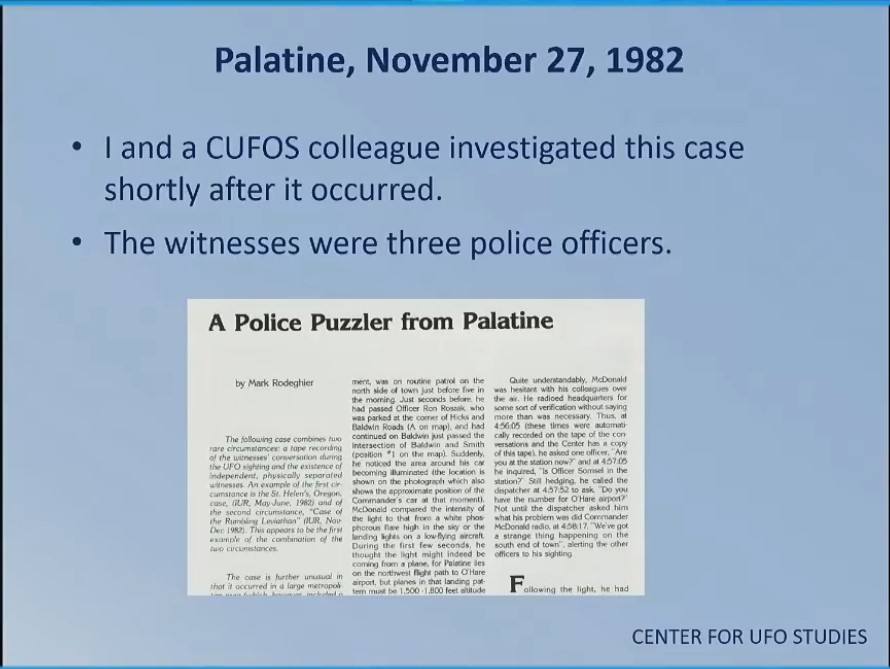 Palatine, November 27, 1982
• I and a CUFOS colleague investigated this case
shortly after it occurred.
• The witnesses were three police officers.
A Police Puzzler from Palatine
by Mark Rodeghier
The following case combines two
rare circumstances: a tape recording
of the witnesses' conversation during
the UFO sighting and the existence of
independent, physically separated
witnesses. An example of the first cir-
cumstance is the St. Helen's, Oregon,
case, (IUR, May-June, 1982) and of
the second circumstance, "Case of
the Rumbling Leviathan" (IUR, Nov-
Dec 1982). This appears to be the first
example of the combination of the
two circumstances.
The case is further unusual in
that it occurred in a large metropoli-
ment, was on routine patrol on the
north side of town just before five in
the morning. Just seconds before, he
had passed Officer Ron Roszak, who
was parked at the corner of Hicks and
Baldwin Roads (A on map), and had
continued on Baldwin just passed the
intersection of Baldwin and Smith
(position #1 on the map). Suddenly,
he noticed the area around his car
becoming illuminated (the location is
shown on the photograph which also
shows the approximate position of the
Commander's car at that moment).
McDonald compared the intensity of
the light to that from a white phos-
phorous flare high in the sky or the
landing lights on a low-flying aircraft.
During the first few seconds, he
thought the light might indeed be
coming from a plane, for Palatine lies
on the northwest flight path to O'Hare
airport, but planes in that landing pat-
tern must be 1,500-1,800 feet altitude
Quite understandably, McDonald
was hesitant with his colleagues over
the air. He radioed headquarters for
some sort of verification without saying
more than was necessary. Thus, at
4:56:05 (these times were automati-
cally recorded on the tape of the con-
versations and the Center has a copy
of this tape), he asked one officer, "Are
you at the station now?" and at 4:57:05
he inquired, "Is Officer Somsel in the
station?" Still hedging, he called the
dispatcher at 4:57:52 to ask, "Do you
have the number for O'Hare airport?"
Not until the dispatcher asked him
what his problem was did Commander
McDonald radio, at 4:58:17, "We've got
a strange thing happening on the
south end of town", alerting the other
officers to his sighting.
Following the light, he had
CENTER FOR UFO STUDIES